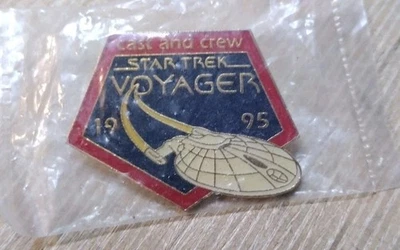 cast and crew
STAR TREK
VOYAGER
19 95